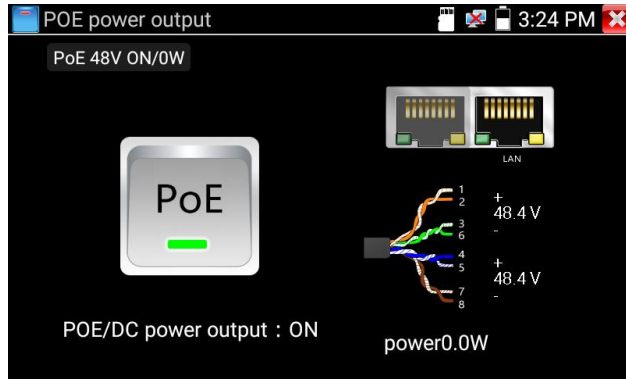 POE power output
3:24 PM
PoE 48V ON/0W
PoE
LAN
1
2
+
48.4 V
3
6
-
4
5
+
48.4 V
7
8
-
POE/DC power output : ON
power0.0W